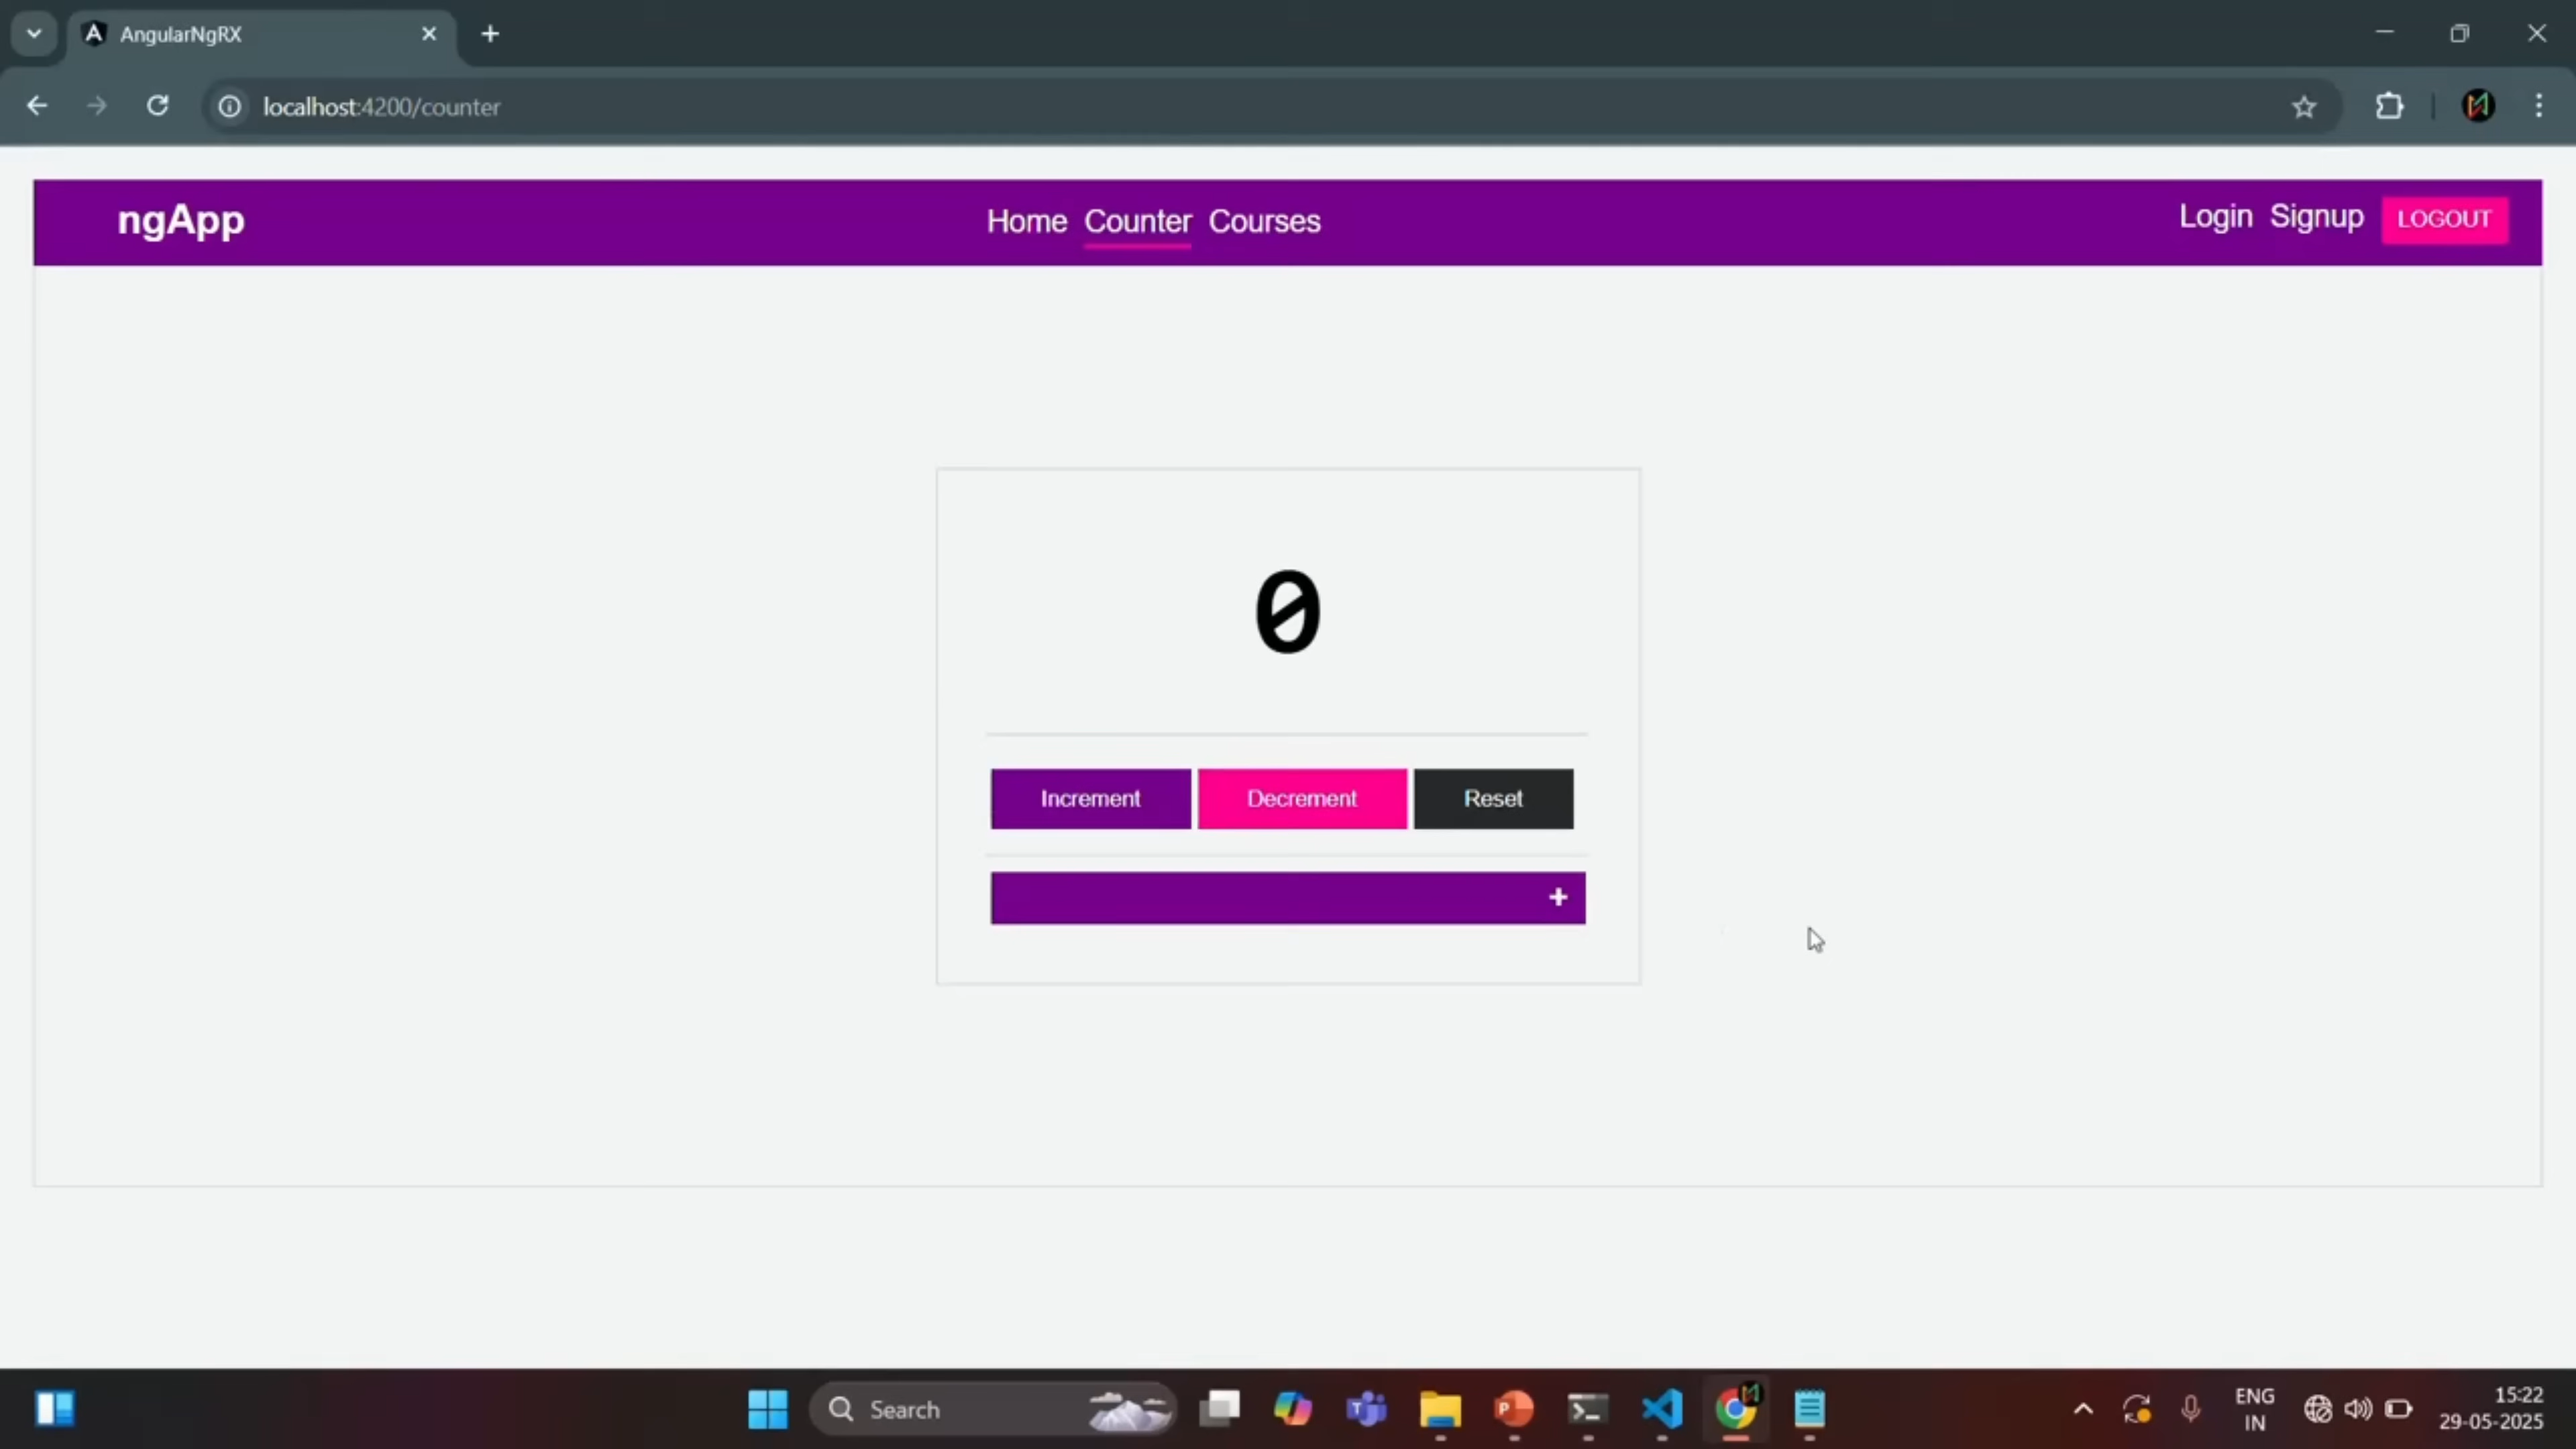 AngularNgRX
localhost:4200/counter
ngApp
Home Counter Courses
Login Signup LOGOUT
0
Increment Decrement Reset
+
Search
ENG
IN
15:22
29-05-2025